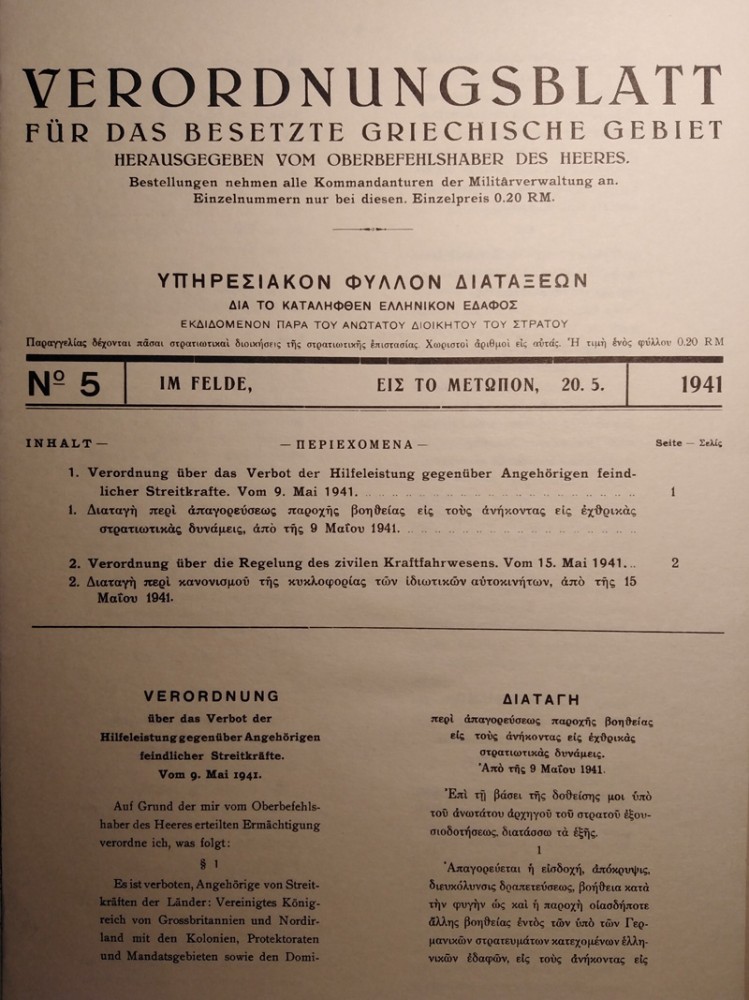 VERORDNUNGSBLATT
FÜR DAS BESETZTE GRIECHISCHE GEBIET
HERAUSGEGEBEN VOM OBERBEFEHLSHABER DES HEERES.
Bestellungen nehmen alle Kommandanturen der Militärverwaltung an.
Einzelnummern nur bei diesen. Einzelpreis 0.20 RM.
ΥΠΗΡΕΣΙΑΚΟΝ ΦΥΛΛΟΝ ΔΙΑΤΑΞΕΩΝ
ΔΙΑ ΤΟ ΚΑΤΑΛΗΦΘΕΝ ΕΛΛΗΝΙΚΟΝ ΕΔΑΦΟΣ
ΕΚΔΙΔΟΜΕΝΟΝ ΠΑΡΑ ΤΟΥ ΑΝΩΤΑΤΟΥ ΔΙΟΙΚΗΤΟΥ ΤΟΥ ΣΤΡΑΤΟΥ
Παραγγελίας δέχονται πᾶσαι στρατιωτικαὶ διοικήσεις τῆς στρατιωτικῆς ἐπιστασίας. Χωριστοὶ ἀριθμοὶ εἰς αὐτάς. Ἡ τιμὴ ἑνὸς φύλλου 0.20 RM
Nº 5 IM FELDE, ΕΙΣ ΤΟ ΜΕΤΩΠΟΝ, 20. 5. 1941
INHALT — — ΠΕΡΙΕΧΟΜΕΝΑ — Seite — Σελίς
1. Verordnung über das Verbot der Hilfeleistung gegenüber Angehörigen feind-
licher Streitkrafte. Vom 9. Mai 1941. 1
1. Διαταγὴ περὶ ἀπαγορεύσεως παροχῆς βοηθείας εἰς τοὺς ἀνήκοντας εἰς ἐχθρικὰς
στρατιωτικὰς δυνάμεις, ἀπὸ τῆς 9 Μαΐου 1941.
2. Verordnung über die Regelung des zivilen Kraftfahrwesens. Vom 15. Mai 1941. 2
2. Διαταγὴ περὶ κανονισμοῦ τῆς κυκλοφορίας τῶν ἰδιωτικῶν αὐτοκινήτων, ἀπὸ τῆς 15
Μαΐου 1941.
VERORDNUNG
über das Verbot der
Hilfeleistung gegenüber Angehörigen
feindlicher Streitkräfte.
Vom 9. Mai 1941.
Auf Grund der mir vom Oberbefehls-
haber des Heeres erteilten Ermächtigung
verordne ich, was folgt:
§ 1
Es ist verboten, Angehörige von Streit-
kräften der Länder: Vereinigtes König-
reich von Grossbritannien und Nordir-
land mit den Kolonien, Protektoraten
und Mandatsgebieten sowie den Domi-
ΔΙΑΤΑΓΗ
περὶ ἀπαγορεύσεως παροχῆς βοηθείας
εἰς τοὺς ἀνήκοντας εἰς ἐχθρικὰς
στρατιωτικὰς δυνάμεις.
Ἀπὸ τῆς 9 Μαΐου 1941.
Ἐπὶ τῇ βάσει τῆς δοθείσης μοι ὑπὸ
τοῦ ἀνωτάτου ἀρχηγοῦ τοῦ στρατοῦ ἐξου-
σιοδοτήσεως, διατάσσω τὰ ἑξῆς.
1
Ἀπαγορεύεται ἡ εἰσδοχή, ἀπόκρυψις,
διευκόλυνσις δραπετεύσεως, βοήθεια κατὰ
τὴν φυγὴν ὡς καὶ ἡ παροχὴ οἱασδήποτε
ἄλλης βοηθείας ἐντὸς τῶν ὑπὸ τῶν Γερ-
μανικῶν στρατευμάτων κατεχομένων ἑλλη-
νικῶν ἐδαφῶν, εἰς τοὺς ἀνήκοντας εἰς